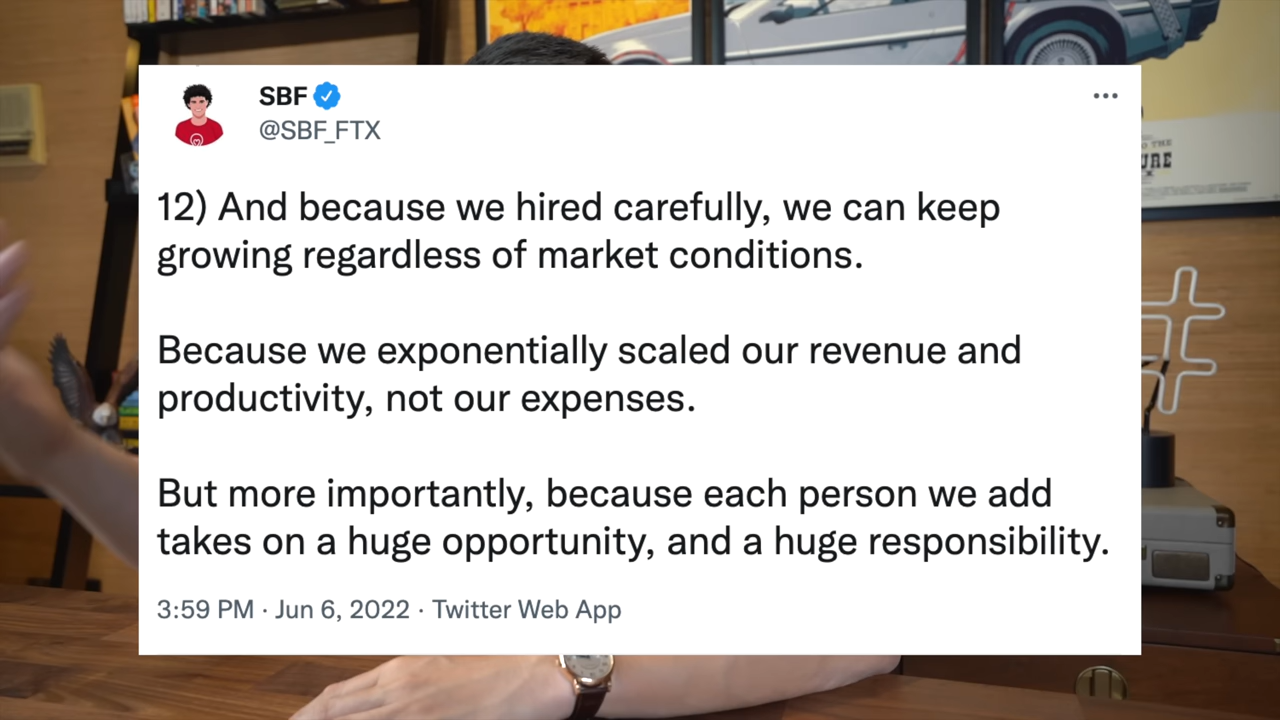 SBF
@SBF_FTX
12) And because we hired carefully, we can keep
growing regardless of market conditions.
Because we exponentially scaled our revenue and
productivity, not our expenses.
But more importantly, because each person we add
takes on a huge opportunity, and a huge responsibility.
3:59 PM · Jun 6, 2022 · Twitter Web App
O THE
URE